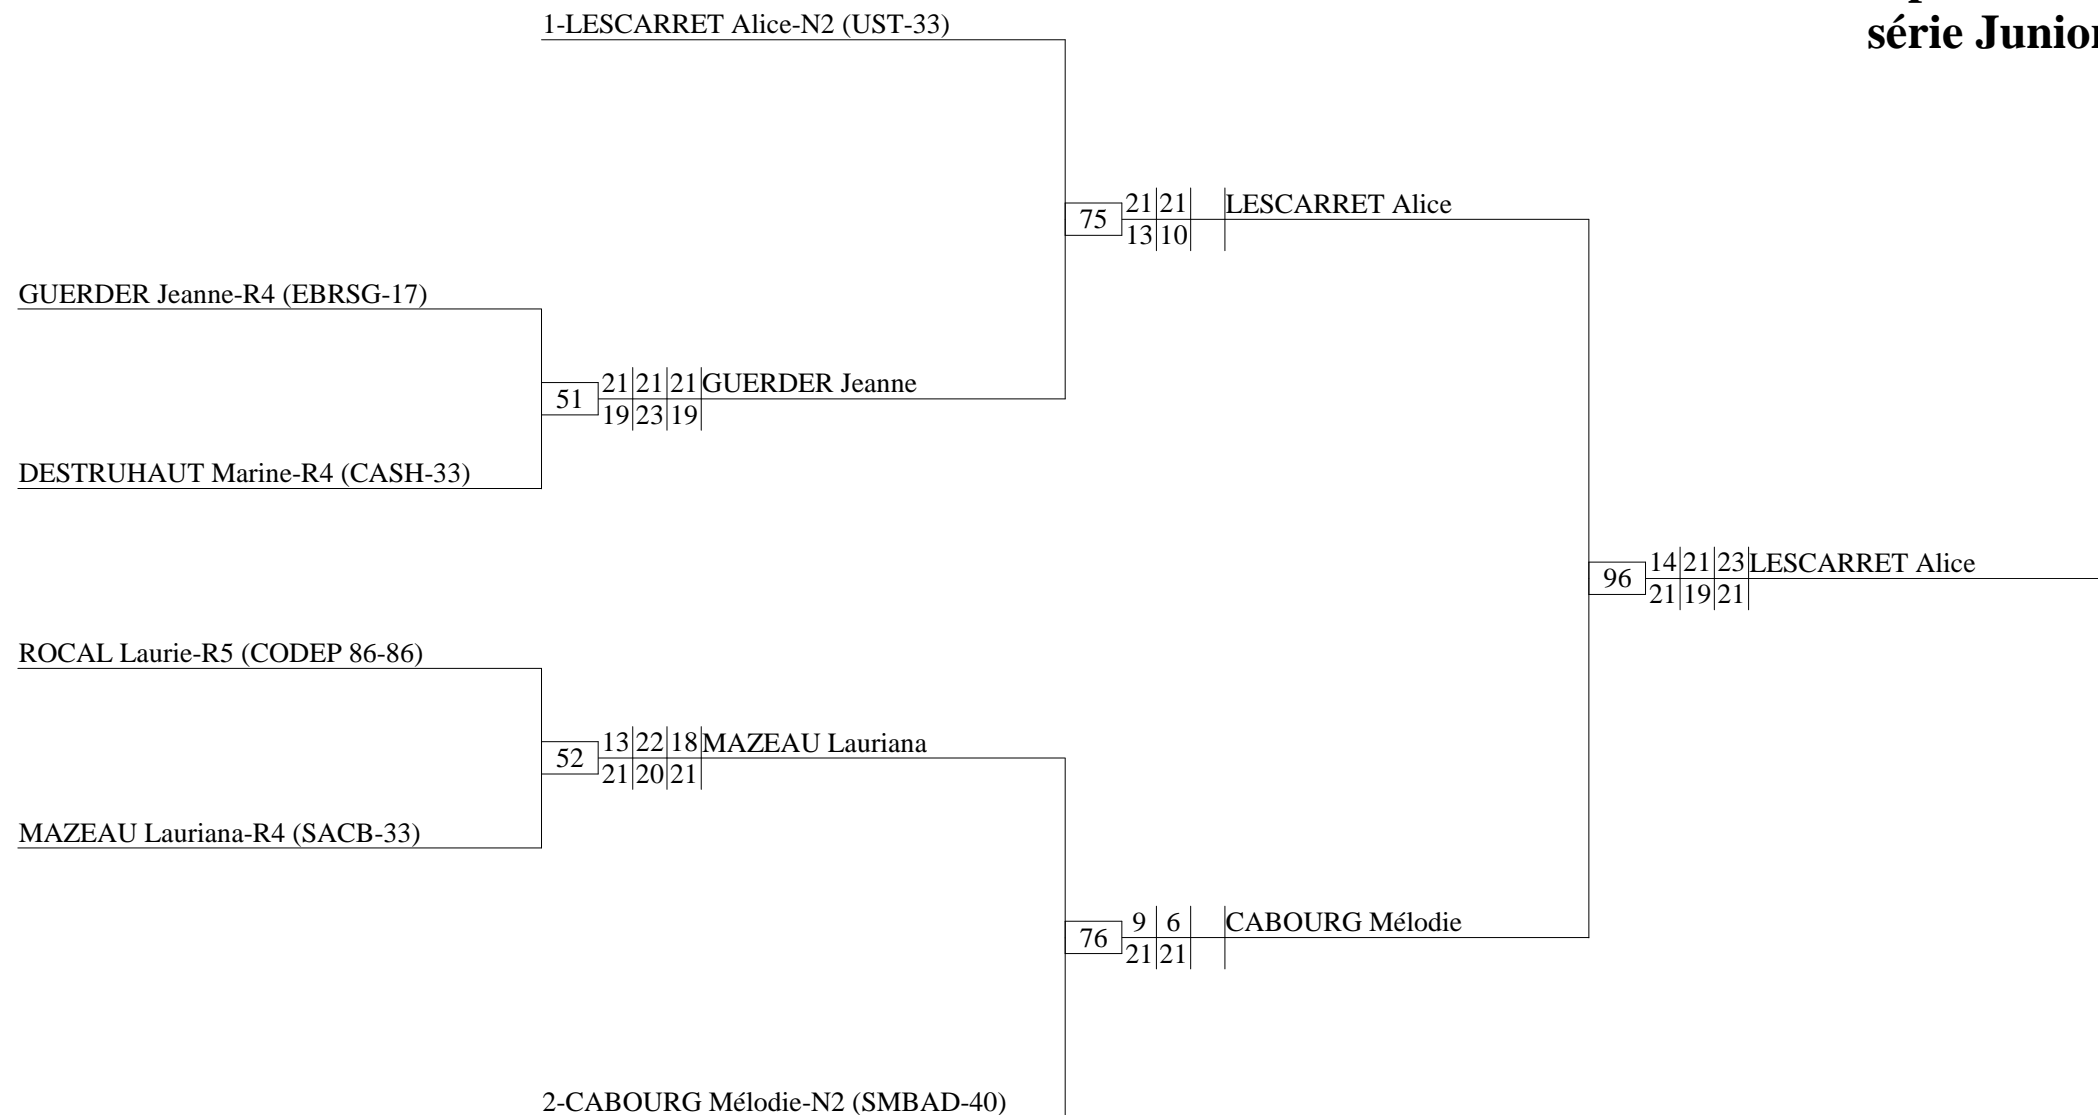 série Junior
1-LESCARRET Alice-N2 (UST-33)
75
21 21
13 10
LESCARRET Alice
GUERDER Jeanne-R4 (EBRSG-17)
51
21 21 21
19 23 19
GUERDER Jeanne
DESTRUHAUT Marine-R4 (CASH-33)
96
14 21 23
21 19 21
LESCARRET Alice
ROCAL Laurie-R5 (CODEP 86-86)
52
13 22 18
21 20 21
MAZEAU Lauriana
MAZEAU Lauriana-R4 (SACB-33)
76
9 6
21 21
CABOURG Mélodie
2-CABOURG Mélodie-N2 (SMBAD-40)